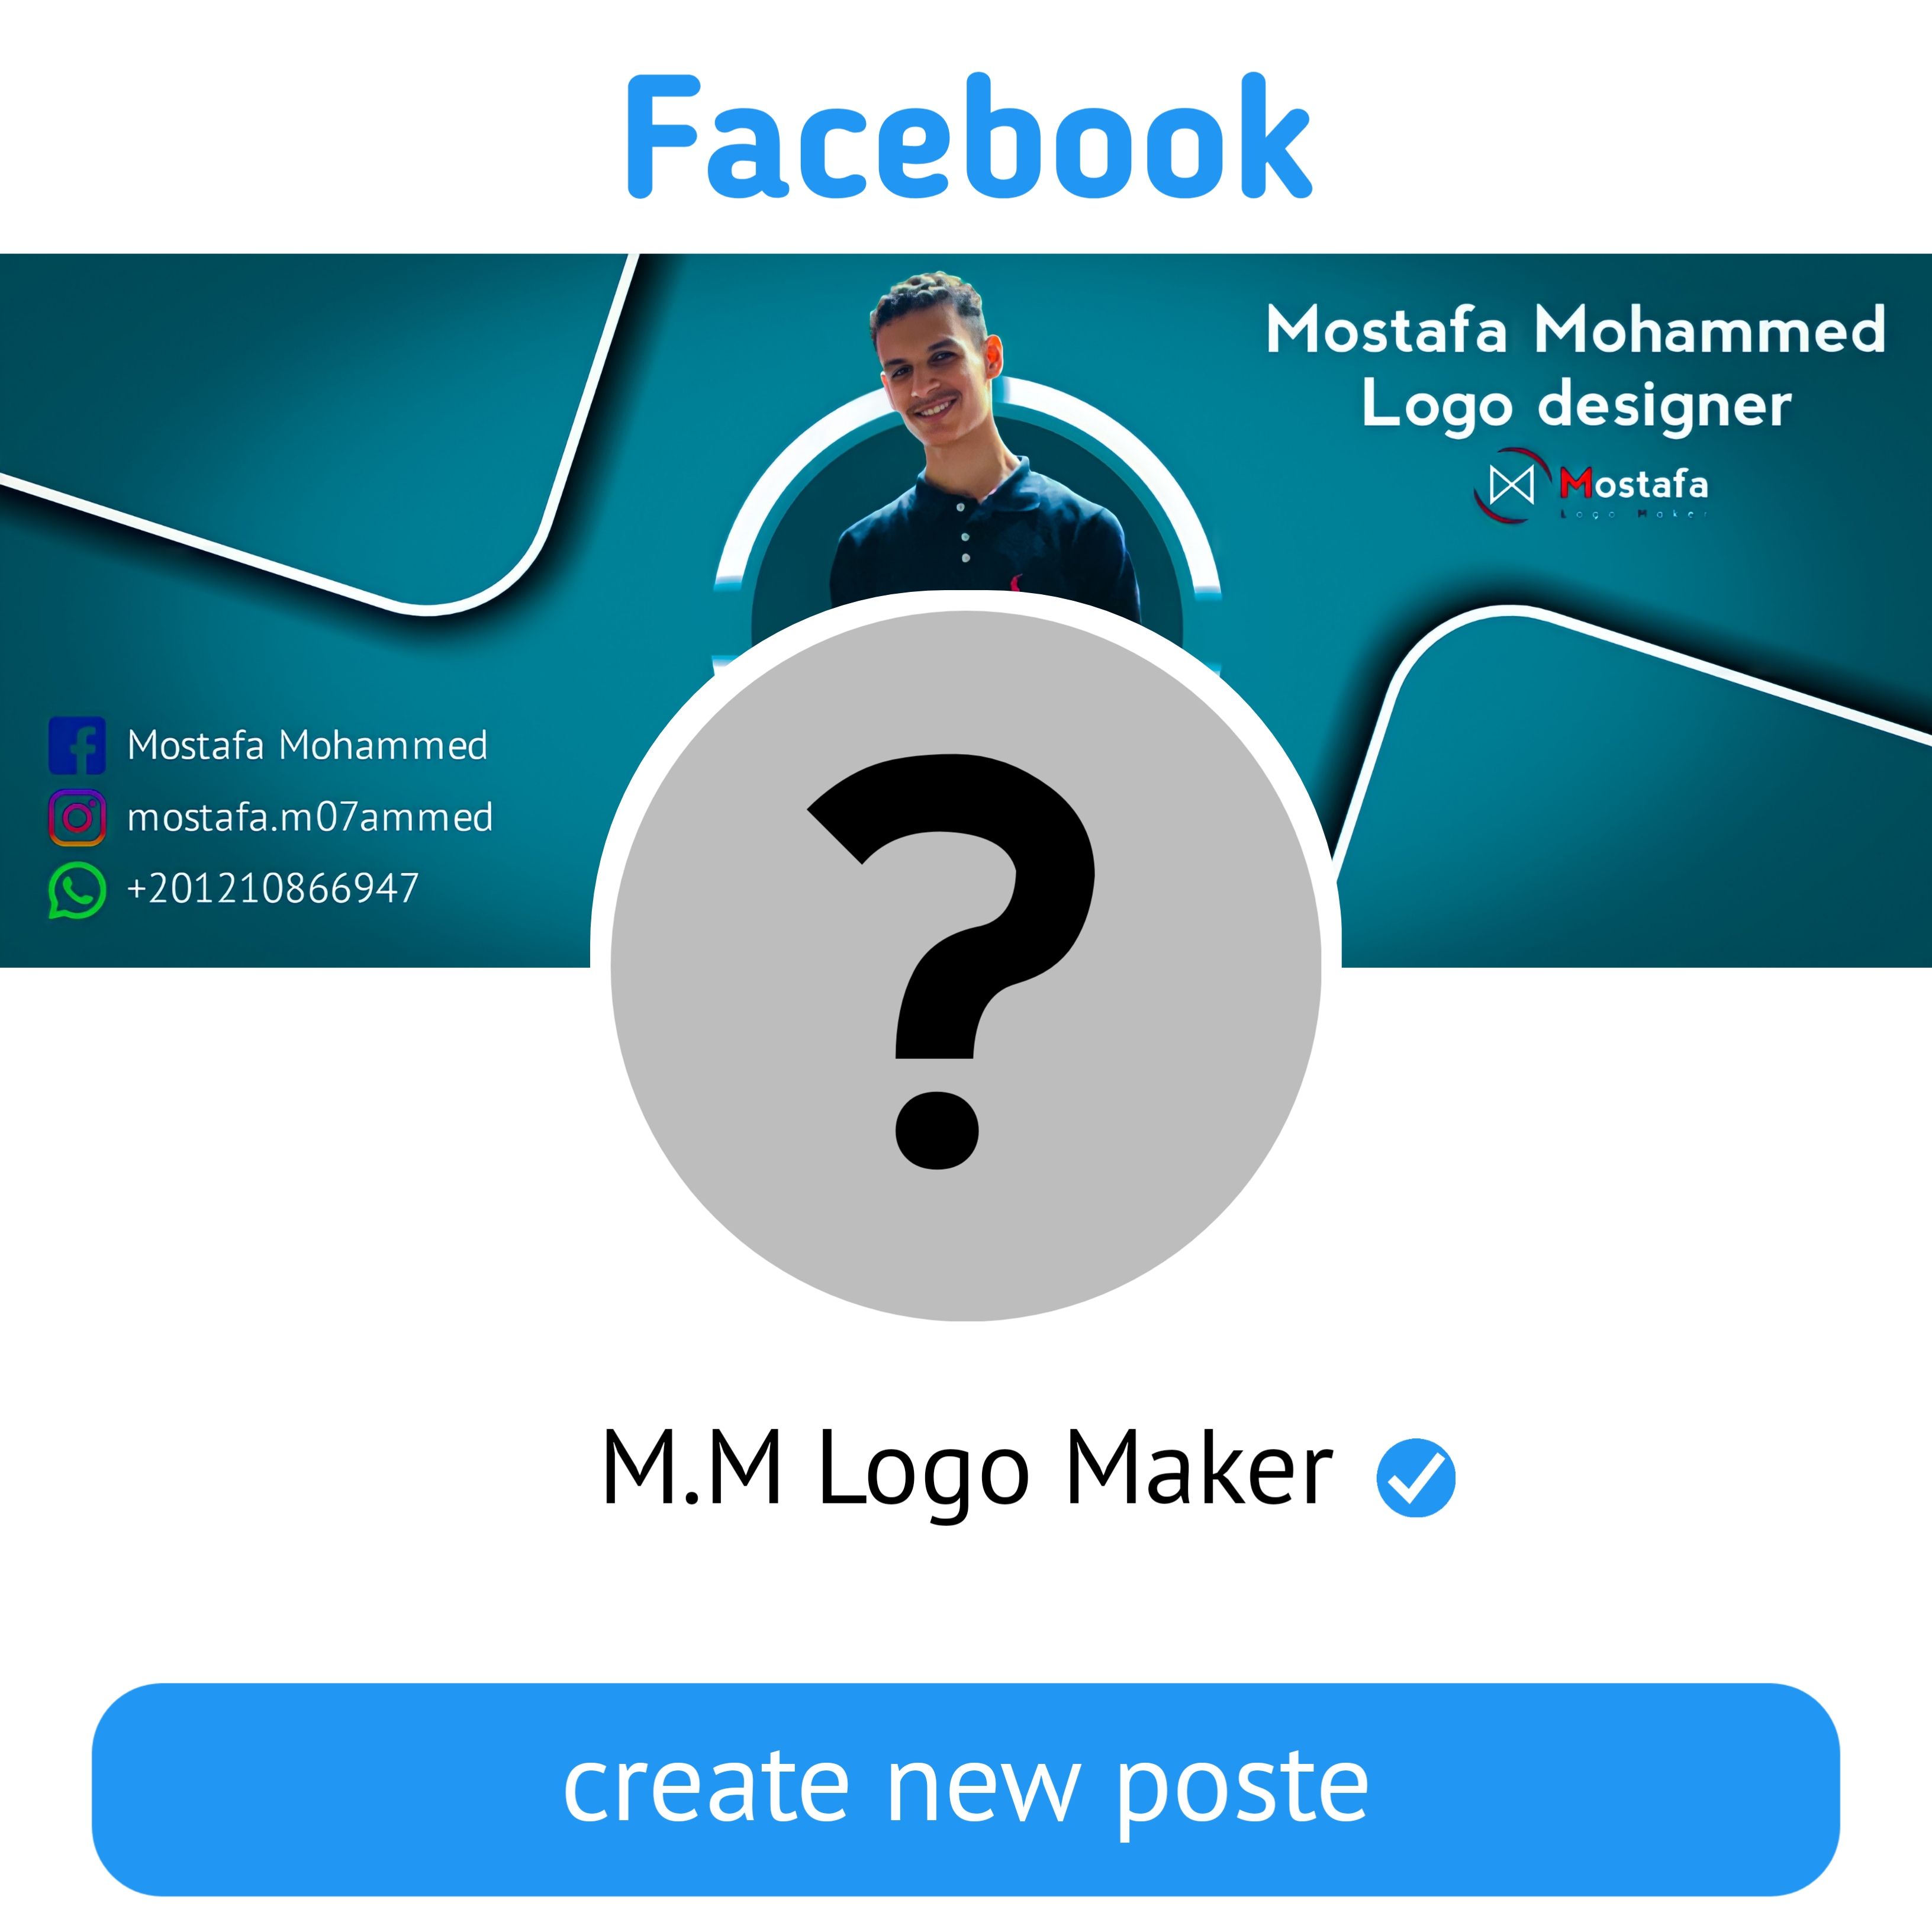 Facebook
Mostafa Mohammed
Logo designer
Mostafa
Logo Maker
Mostafa Mohammed
mostafa.m07ammed
+201210866947
?
M.M Logo Maker
create new poste